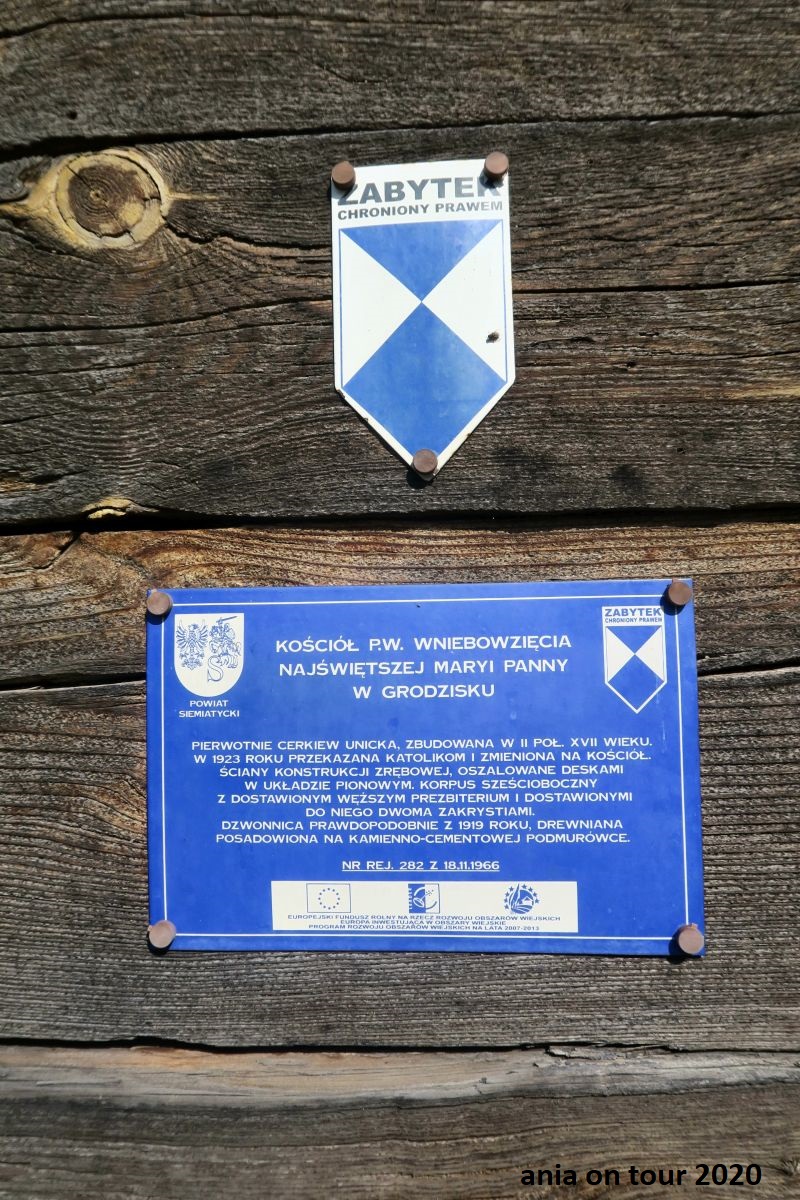 ZABYTEK
CHRONIONY PRAWEM
POWIAT
SIEMIATYCKI
KOŚCIÓŁ P.W. WNIEBOWZIĘCIA
NAJŚWIĘTSZEJ MARYI PANNY
W GRODZISKU
ZABYTEK
CHRONIONY PRAWEM
PIERWOTNIE CERKIEW UNICKA, ZBUDOWANA W II POŁ. XVII WIEKU.
W 1923 ROKU PRZEKAZANA KATOLIKOM I ZMIENIONA NA KOŚCIÓŁ.
ŚCIANY KONSTRUKCJI ZRĘBOWEJ, OSZALOWANE DESKAMI
W UKŁADZIE PIONOWYM. KORPUS SZEŚCIOBOCZNY
Z DOSTAWIONYM WĘŻSZYM PREZBITERIUM I DOSTAWIONYMI
DO NIEGO DWOMA ZAKRYSTIAMI.
DZWONNICA PRAWDOPODOBNIE Z 1919 ROKU, DREWNIANA
POSADOWIONA NA KAMIENNO-CEMENTOWEJ PODMURÓWCE.
NR REJ. 282 Z 18.11.1966
EUROPEJSKI FUNDUSZ ROLNY NA RZECZ ROZWOJU OBSZARÓW WIEJSKICH
EUROPA INWESTUJĄCA W OBSZARY WIEJSKIE
PROGRAM ROZWOJU OBSZARÓW WIEJSKICH NA LATA 2007-2013
ania on tour 2020